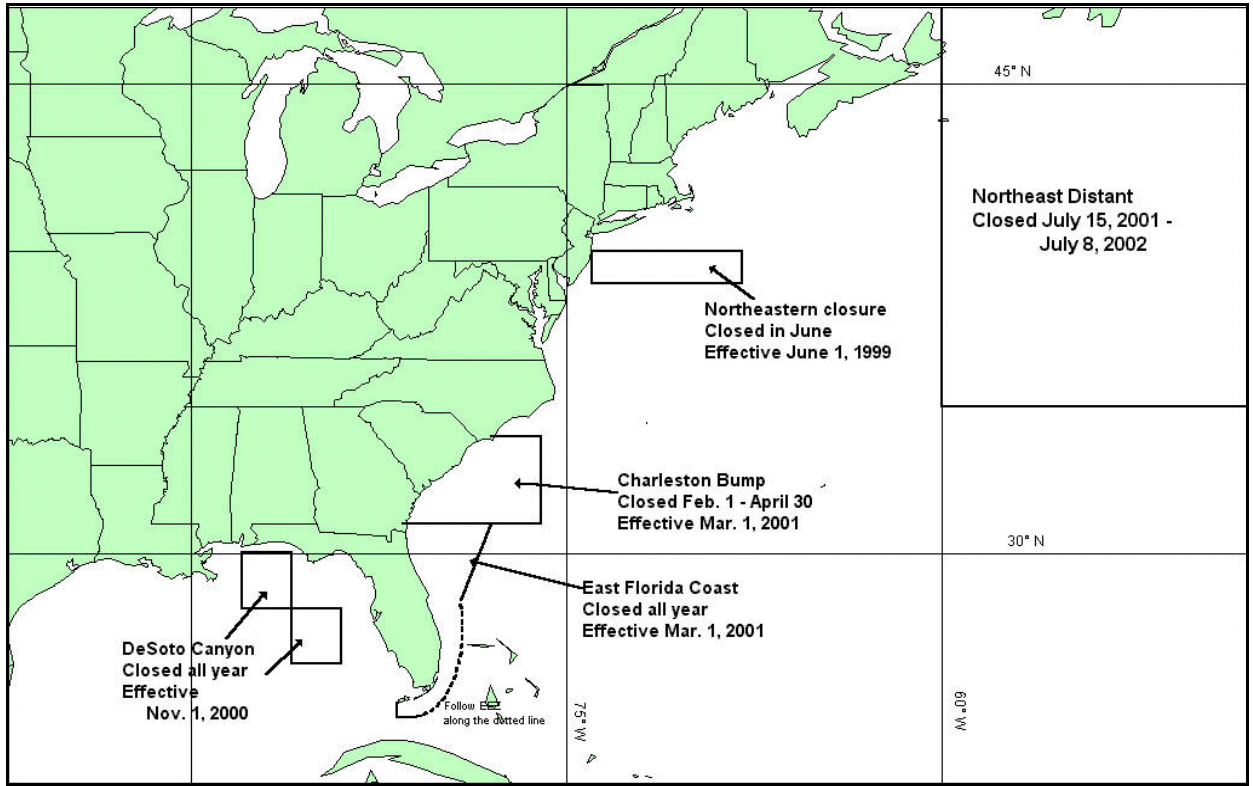 45° N
Northeast Distant
Closed July 15, 2001 -
July 8, 2002
Northeastern closure
Closed in June
Effective June 1, 1999
Charleston Bump
Closed Feb. 1 - April 30
Effective Mar. 1, 2001
30° N
East Florida Coast
Closed all year
Effective Mar. 1, 2001
DeSoto Canyon
Closed all year
Effective
Nov. 1, 2000
Follow EEZ
along the dotted line
75° W
60° W